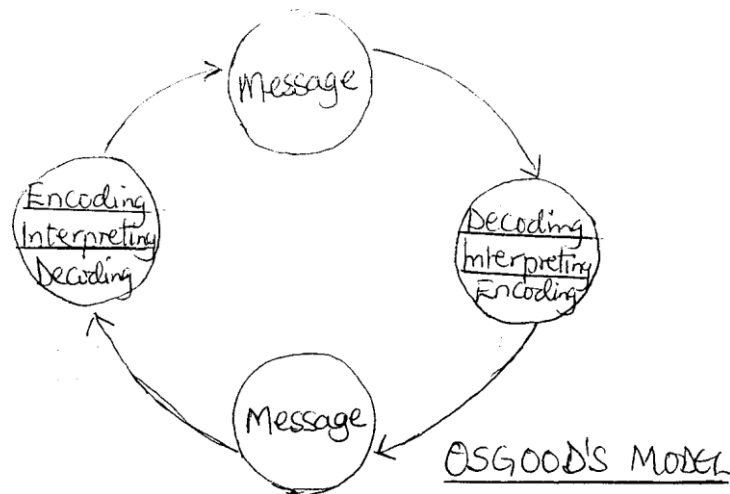 Message
Encoding
Interpreting
Decoding
Decoding
Interpreting
Encoding
Message
OSGOOD'S MODEL